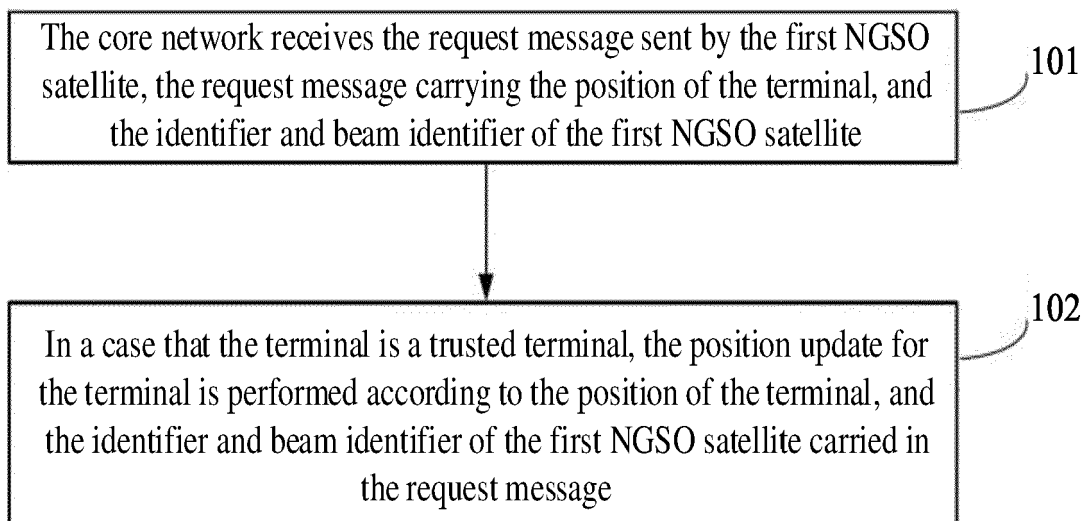 The core network receives the request message sent by the first NGSO
satellite, the request message carrying the position of the terminal, and
the identifier and beam identifier of the first NGSO satellite
101
In a case that the terminal is a trusted terminal, the position update for
the terminal is performed according to the position of the terminal, and
the identifier and beam identifier of the first NGSO satellite carried in
the request message
102